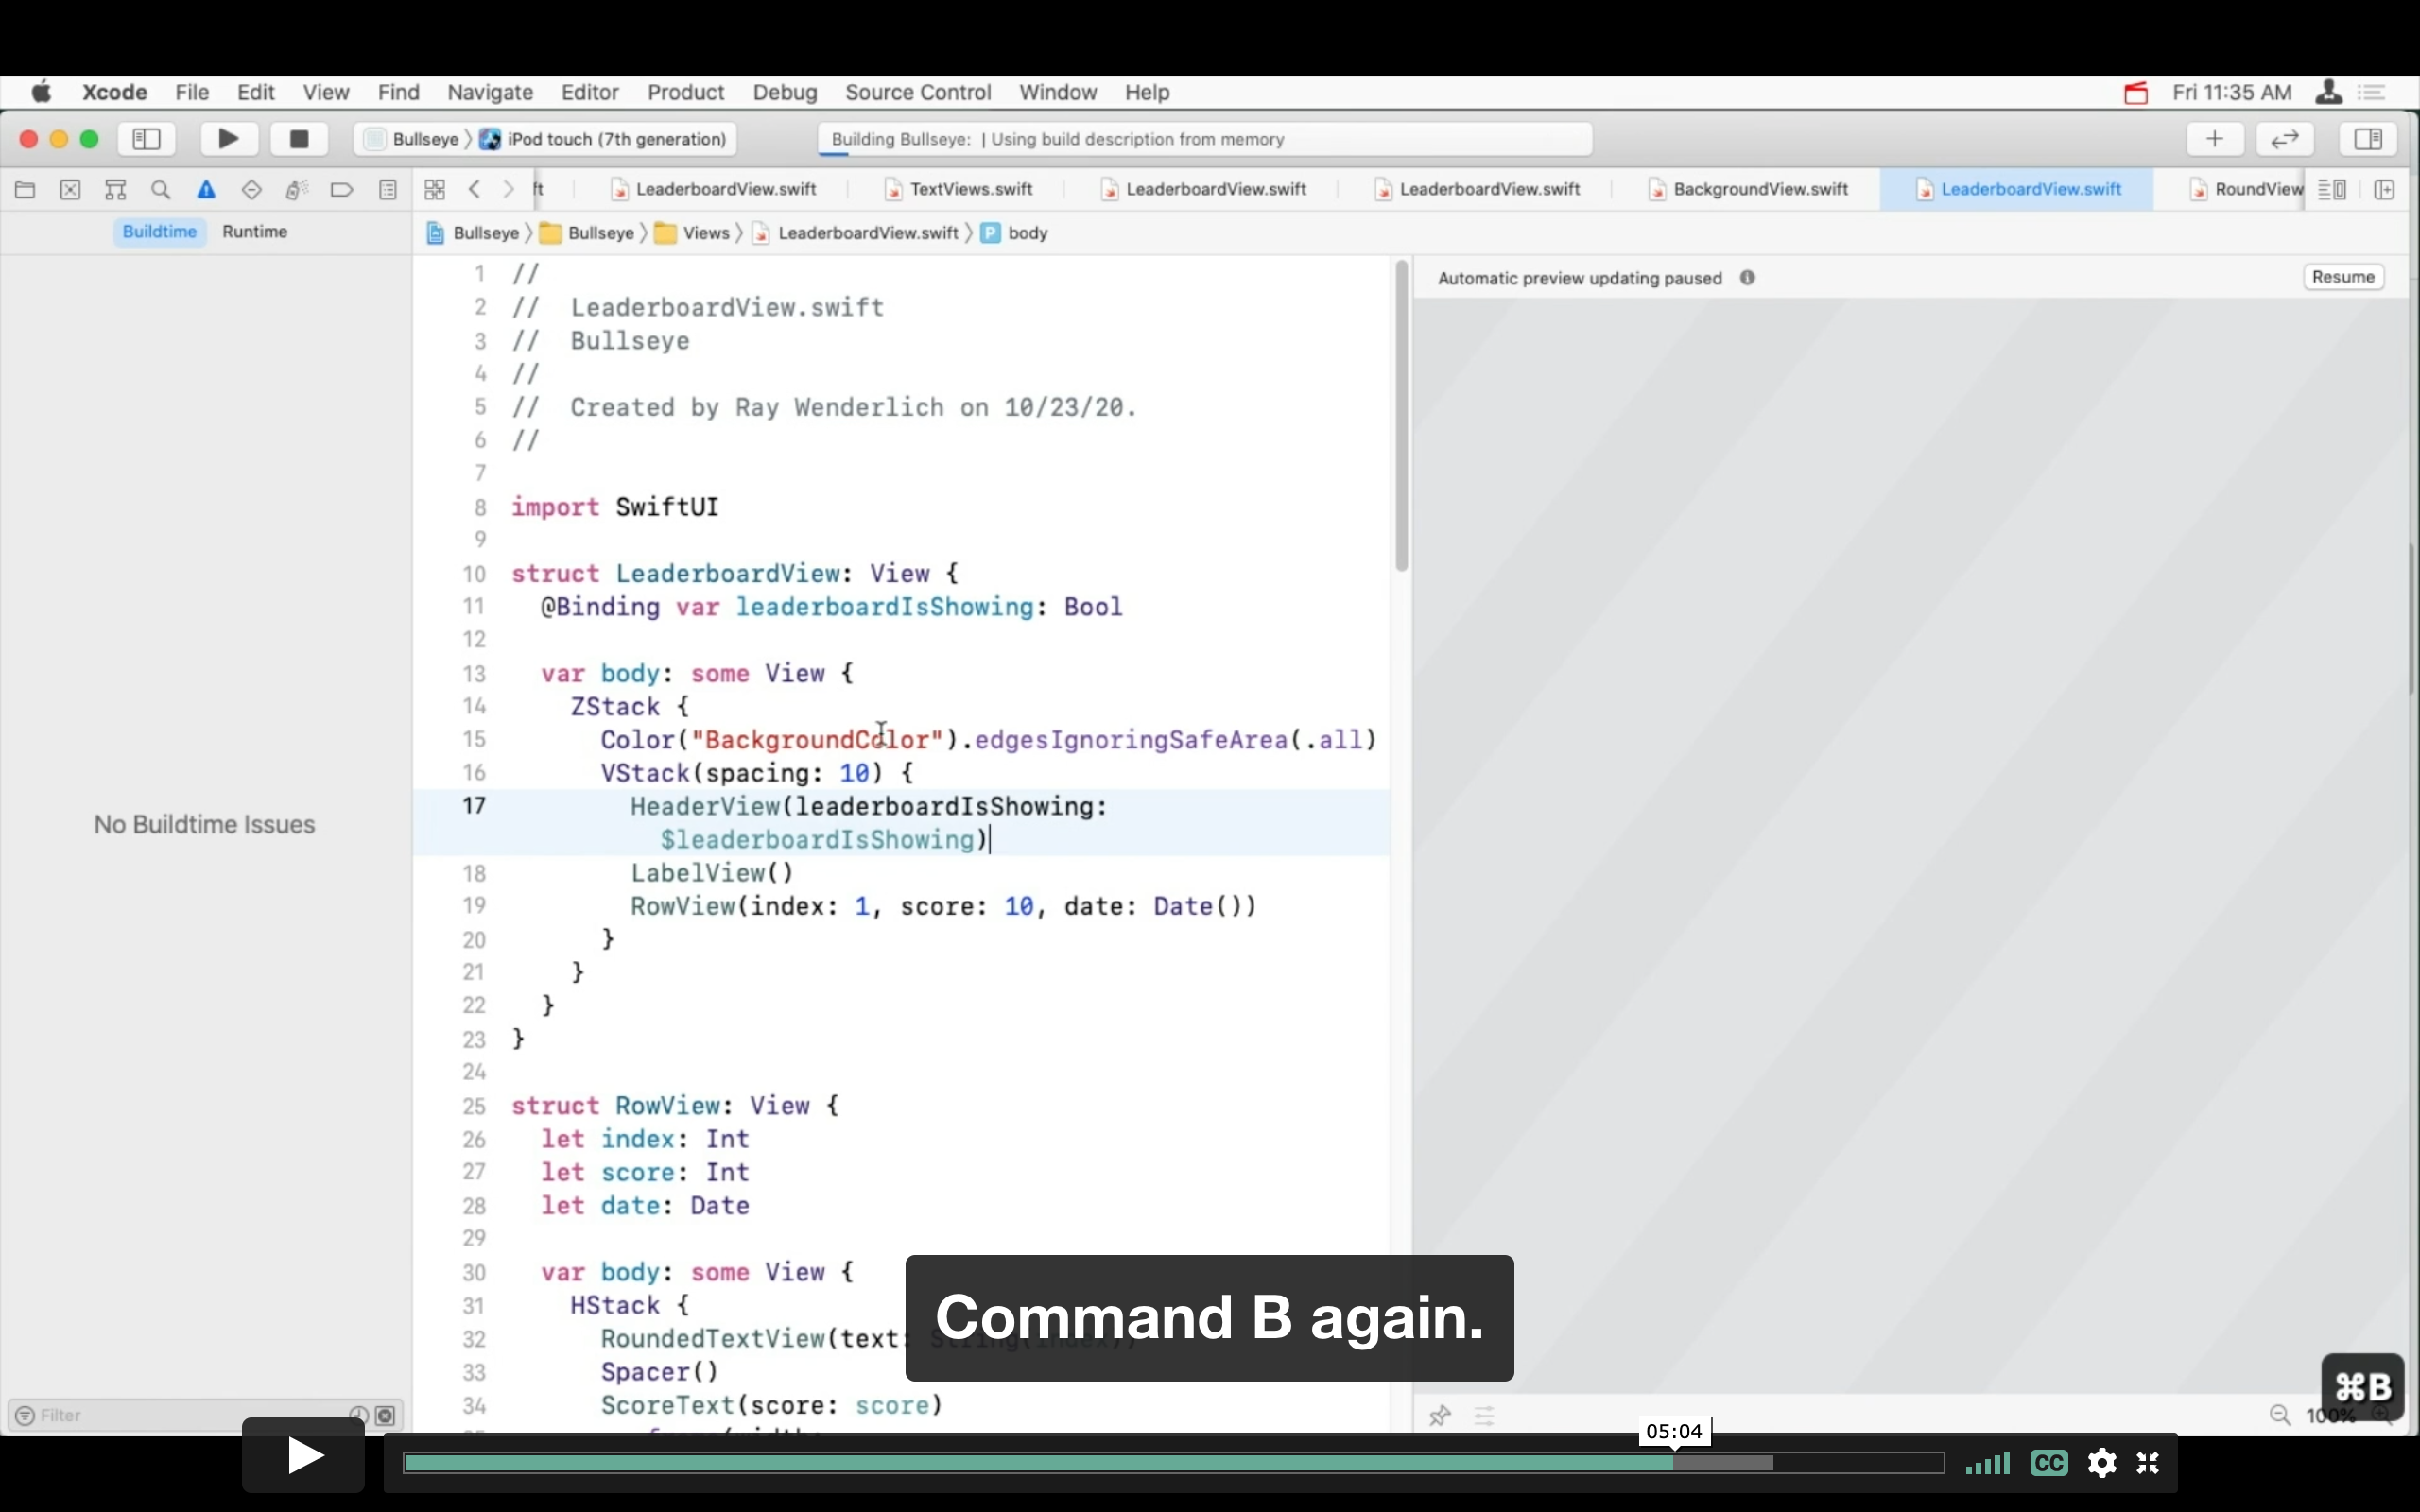 Xcode File Edit View Find Navigate Editor Product Debug Source Control Window Help Fri 11:35 AM
Bullseye 〉 iPod touch (7th generation) Building Bullseye: | Using build description from memory
ft LeaderboardView.swift TextViews.swift LeaderboardView.swift LeaderboardView.swift BackgroundView.swift LeaderboardView.swift RoundView
Buildtime Runtime
Bullseye 〉 Bullseye 〉 Views 〉 LeaderboardView.swift 〉 P body
Automatic preview updating paused Resume
No Buildtime Issues
1 //
2 //  LeaderboardView.swift
3 //  Bullseye
4 //
5 //  Created by Ray Wenderlich on 10/23/20.
6 //
7
8 import SwiftUI
9
10 struct LeaderboardView: View {
11   @Binding var leaderboardIsShowing: Bool
12
13   var body: some View {
14     ZStack {
15       Color("BackgroundColor").edgesIgnoringSafeArea(.all)
16       VStack(spacing: 10) {
17         HeaderView(leaderboardIsShowing:
           $leaderboardIsShowing)
18         LabelView()
19         RowView(index: 1, score: 10, date: Date())
20       }
21     }
22   }
23 }
24
25 struct RowView: View {
26   let index: Int
27   let score: Int
28   let date: Date
29
30   var body: some View {
31     HStack {
32       RoundedTextView(text: String(index))
33       Spacer()
34       ScoreText(score: score)
Filter
Command B again.
⌘B
100%
05:04
CC